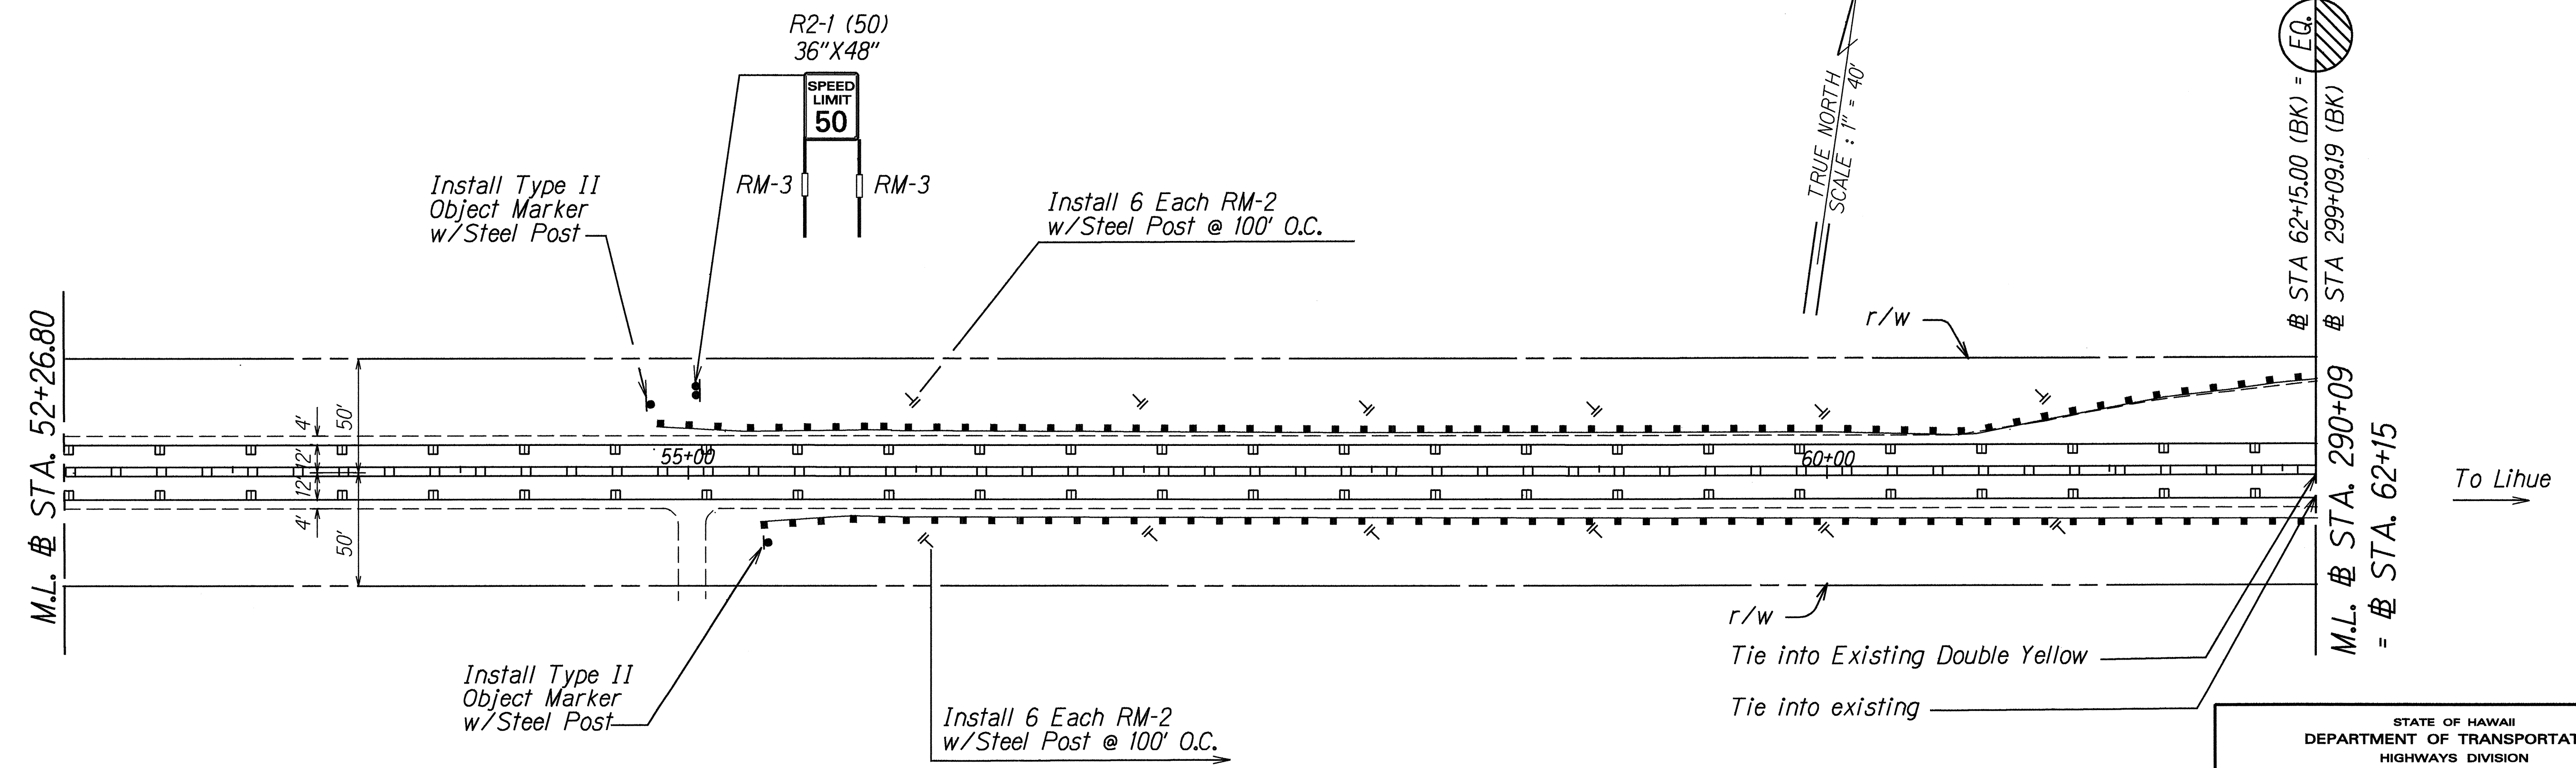 R2-1 (50)
36"X48"
SPEED
LIMIT
50
RM-3
RM-3
Install Type II
Object Marker
w/Steel Post
Install 6 Each RM-2
w/Steel Post @ 100' O.C.
TRUE NORTH
SCALE : 1" = 40'
EQ.
℄ STA 62+15.00 (BK) =
℄ STA 299+09.19 (BK)
r/w
M.L. ℄ STA. 52+26.80
4'
50'
12'
12'
4'
50'
55+00
60+00
M.L. ℄ STA. 290+09
= ℄ STA. 62+15
To Lihue
r/w
Tie into Existing Double Yellow
Tie into existing
Install Type II
Object Marker
w/Steel Post
Install 6 Each RM-2
w/Steel Post @ 100' O.C.
STATE OF HAWAII
DEPARTMENT OF TRANSPORTAT
HIGHWAYS DIVISION